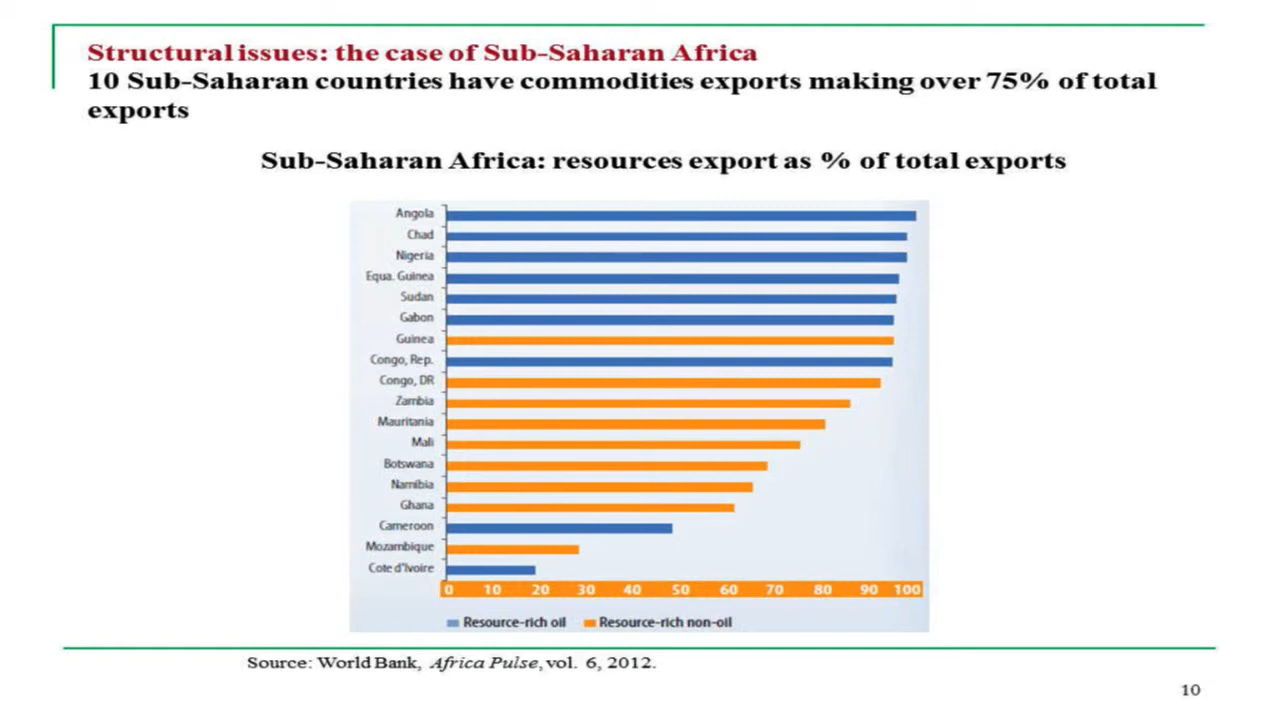 Structural issues: the case of Sub-Saharan Africa
10 Sub-Saharan countries have commodities exports making over 75% of total
exports
Sub-Saharan Africa: resources export as % of total exports
Angola
Chad
Nigeria
Equa. Guinea
Sudan
Gabon
Guinea
Congo, Rep.
Congo, DR
Zambia
Mauritania
Mali
Botswana
Namibia
Ghana
Cameroon
Mozambique
Cote d'Ivoire
0 10 20 30 40 50 60 70 80 90 100
Resource-rich oil Resource-rich non-oil
Source: World Bank, Africa Pulse, vol. 6, 2012.
10